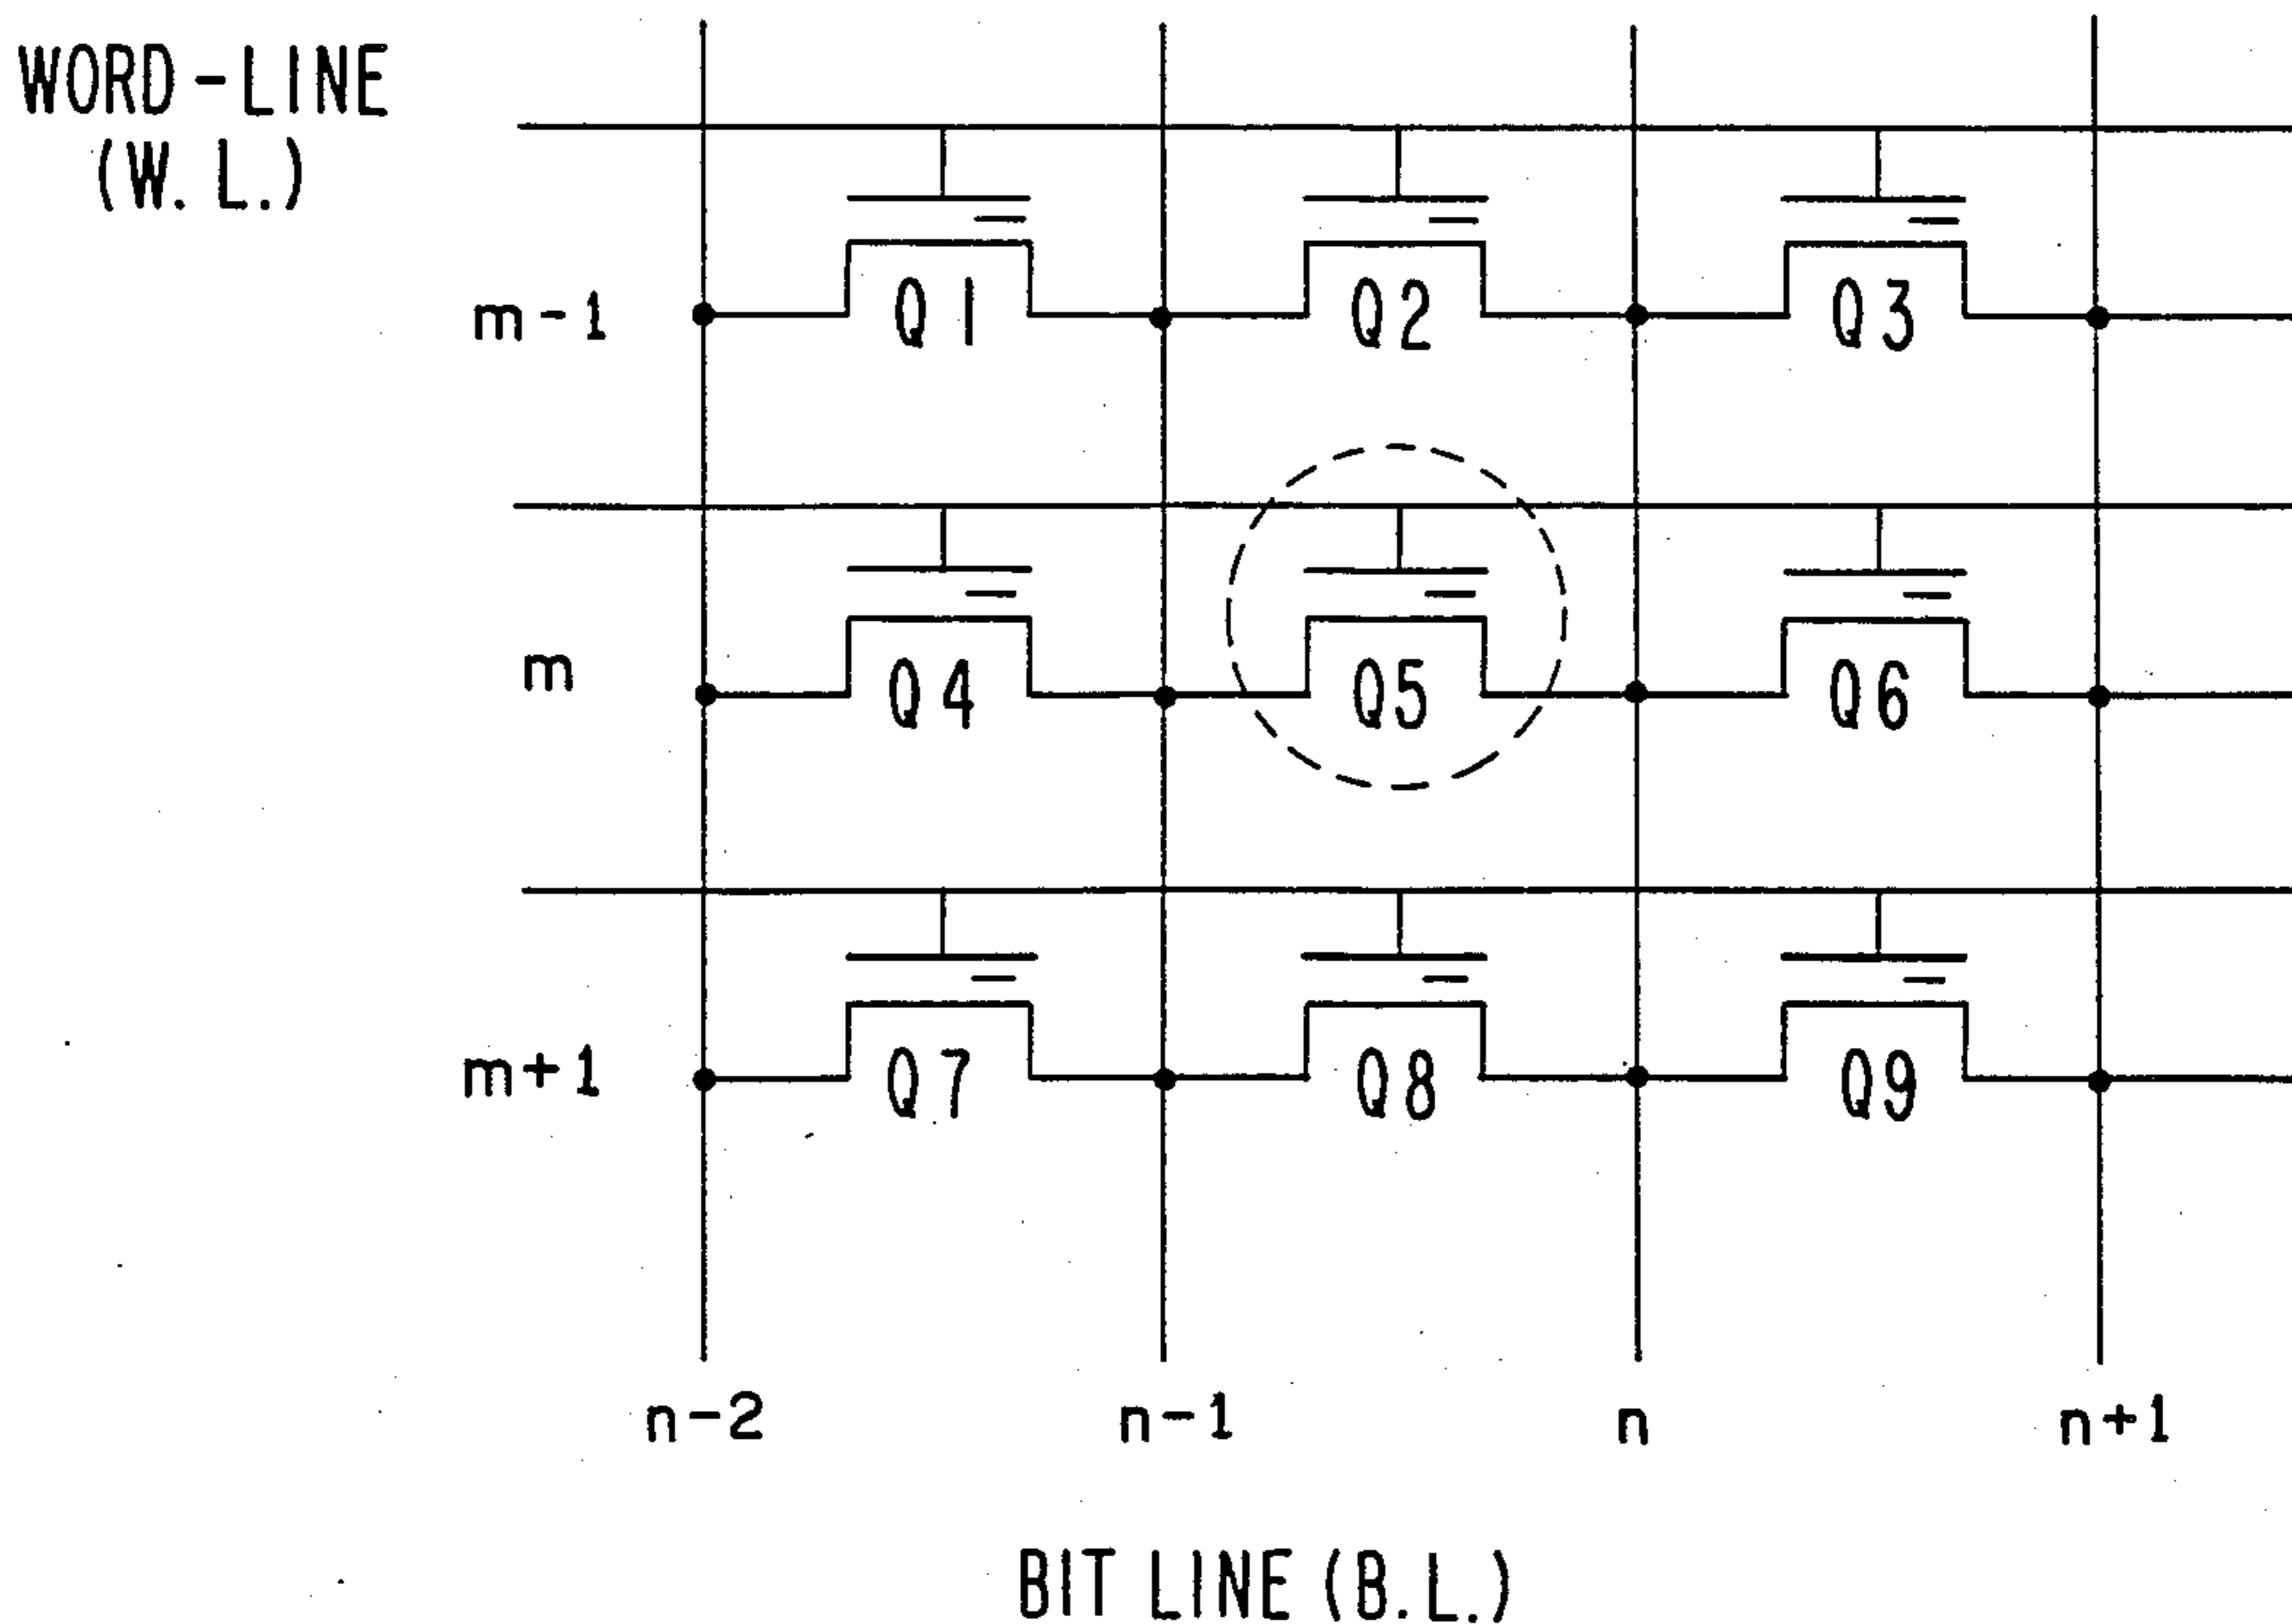 WORD-LINE
(W. L.)
m-1
Q1
Q2
Q3
m
Q4
Q5
Q6
m+1
Q7
Q8
Q9
n-2
n-1
n
n+1
BIT LINE (B.L.)